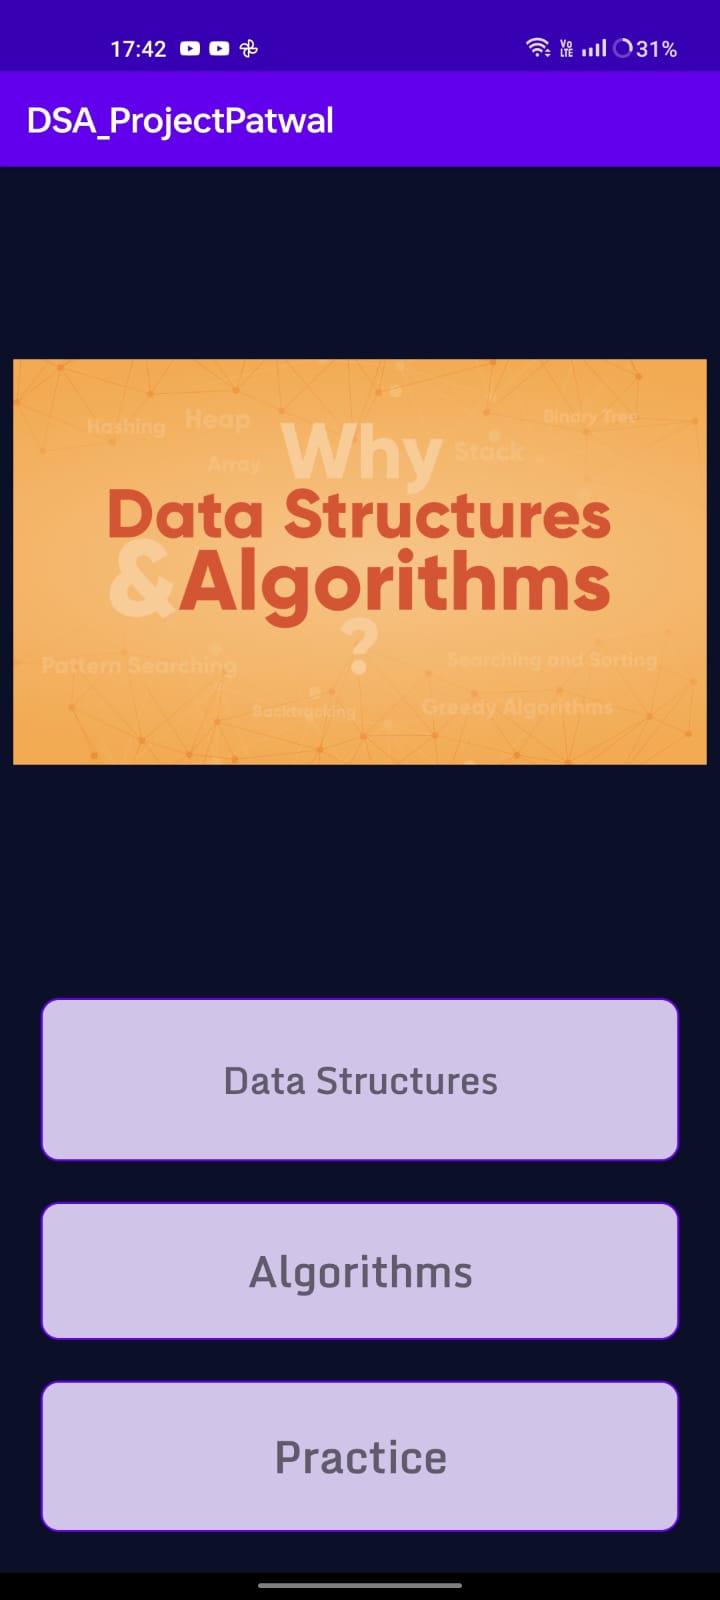 17:42 Vo LTE 31%
DSA_ProjectPatwal
Hashing Heap Binary Tree
Array Why Stack
Data Structures
&Algorithms
?
Pattern Searching Searching and Sorting
Backtracking Greedy Algorithms
Data Structures
Algorithms
Practice